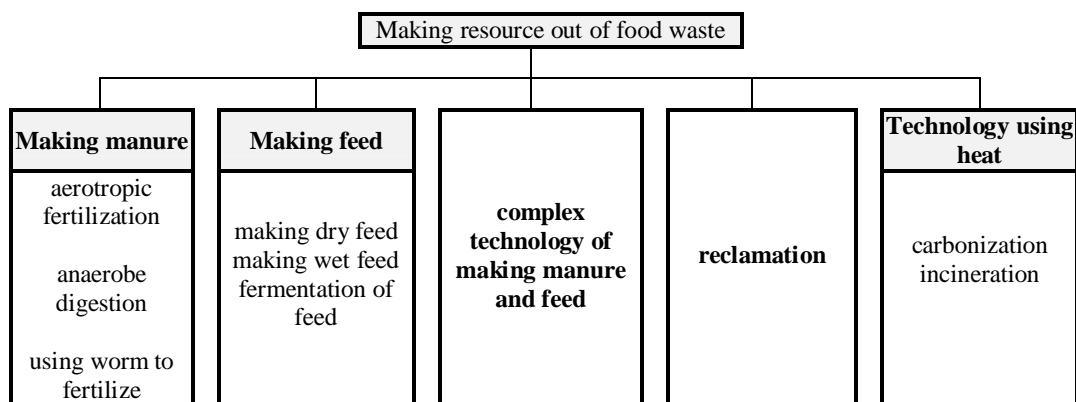 Making resource out of food waste
Making manure
aerotropic
fertilization
anaerobe
digestion
using worm to
fertilize
Making feed
making dry feed
making wet feed
fermentation of
feed
complex
technology of
making manure
and feed
reclamation
Technology using
heat
carbonization
incineration